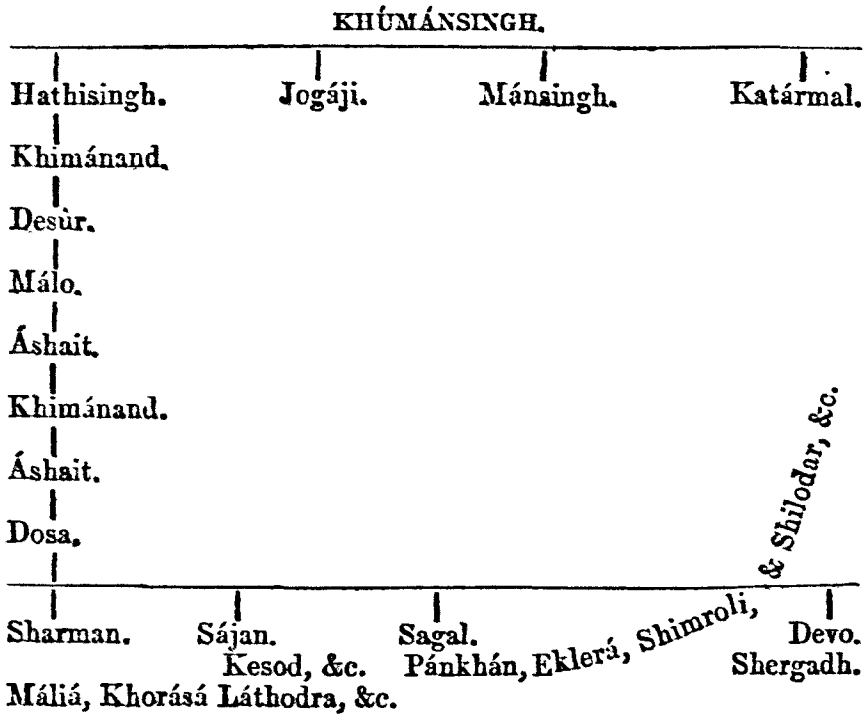 KHÚMÁNSINGH.
Hathisingh. Jogáji. Mánsingh. Katármal.
Khimánand.
Desùr.
Málo.
Áshait.
Khimánand.
Áshait.
Dosa.
Sharman. Sájan. Sagal. Devo.
Kesod, &c. Pánkhán, Eklerá, Shimroli, & Shilodar, &c. Shergadh.
Máliá, Khorásá Láthodra, &c.